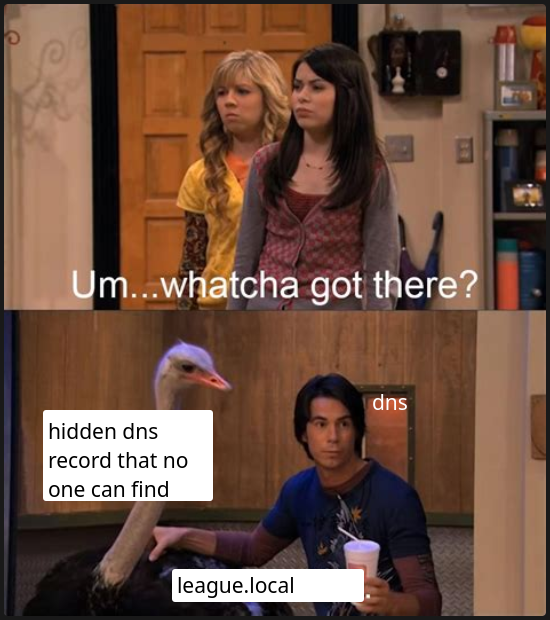 Um...whatcha got there?
dns
hidden dns
record that no
one can find
league.local